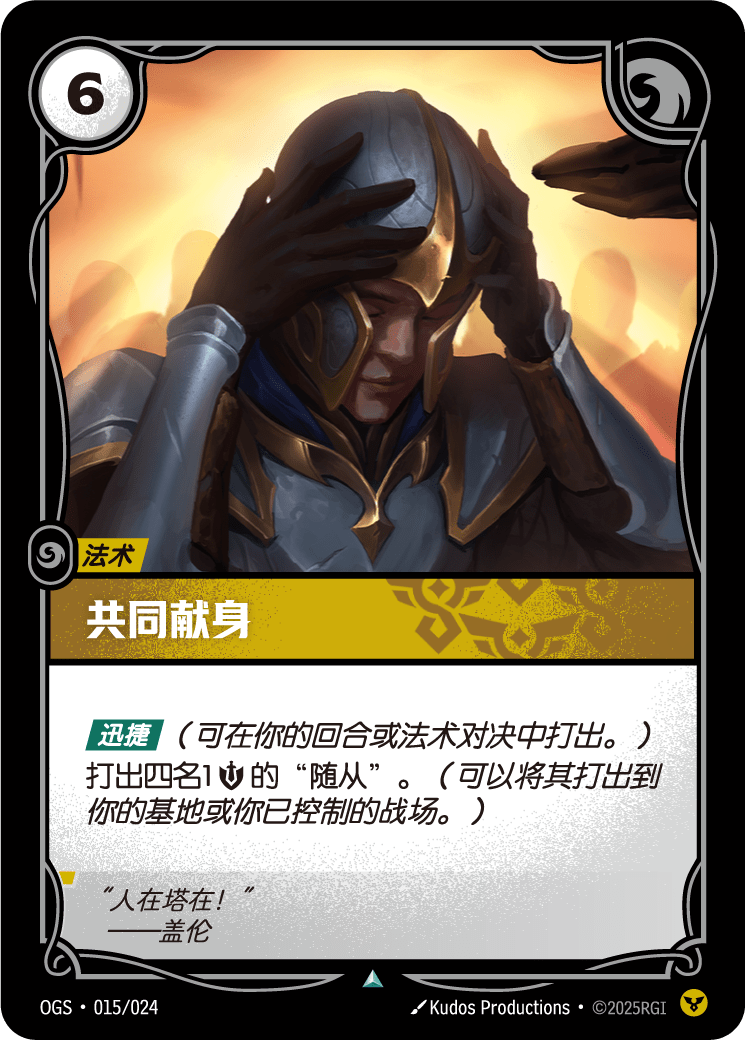 6
法术
共同献身
迅捷（可在你的回合或法术对决中打出。）
打出四名1的“随从”。（可以将其打出到
你的基地或你已控制的战场。）
“人在塔在！”
——盖伦
OGS • 015/024
Kudos Productions • ©2025RGI